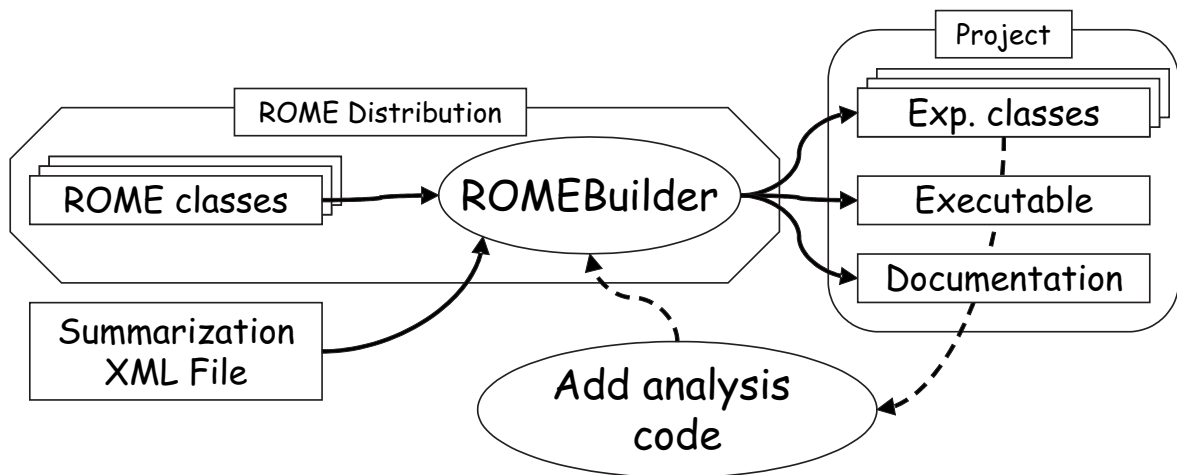 Project
ROME Distribution
Exp. classes
ROME classes
ROMEBuilder
Executable
Documentation
Summarization
XML File
Add analysis
code